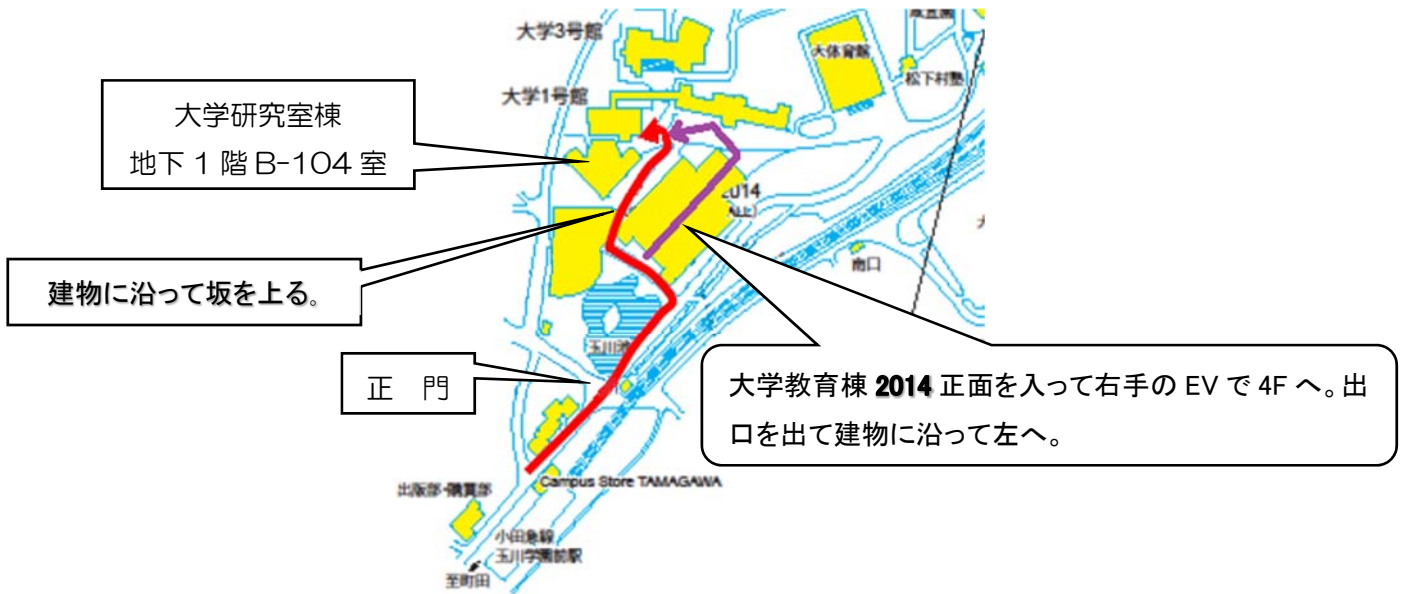 咸宜園
大学3号館
大体育館
松下村塾
大学1号館
大学研究室棟
地下 1 階 B-104 室
2014
南口
建物に沿って坂を上る。
玉川池
正　門
大学教育棟 2014 正面を入って右手の EV で 4F へ。出
口を出て建物に沿って左へ。
Campus Store TAMAGAWA
出版部・購買部
小田急線
玉川学園前駅
至町田